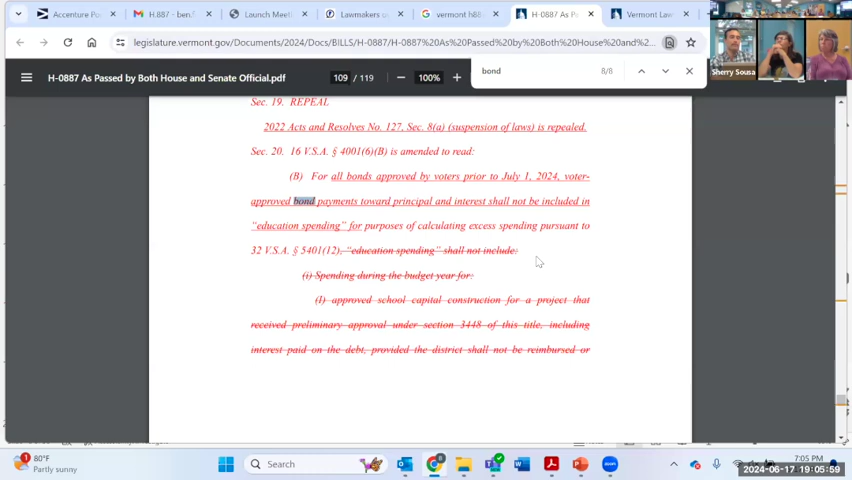 Accenture Po
H.887 - ben.f
Launch Meeti
Lawmakers u
vermont h88
H-0887 As P
Vermont Law
legislature.vermont.gov/Documents/2024/Docs/BILLS/H-0887/H-0887%20As%20Passed%20by%20Both%20House%20and%20Senate...
H-0887 As Passed by Both House and Senate Official.pdf
109 / 119
100%
bond
8/8
Sherry Sousa
Sec. 19. REPEAL
2022 Acts and Resolves No. 127, Sec. 8(a) (suspension of laws) is repealed.
Sec. 20. 16 V.S.A. § 4001(6)(B) is amended to read:
(B) For all bonds approved by voters prior to July 1, 2024, voter-
approved bond payments toward principal and interest shall not be included in
“education spending” for purposes of calculating excess spending pursuant to
32 V.S.A. § 5401(12), “education spending” shall not include:
(i) Spending during the budget year for:
(I) approved school capital construction for a project that
received preliminary approval under section 3448 of this title, including
interest paid on the debt, provided the district shall not be reimbursed or
80°F
Partly sunny
Search
7:05 PM
2024-06-17 19:05:59